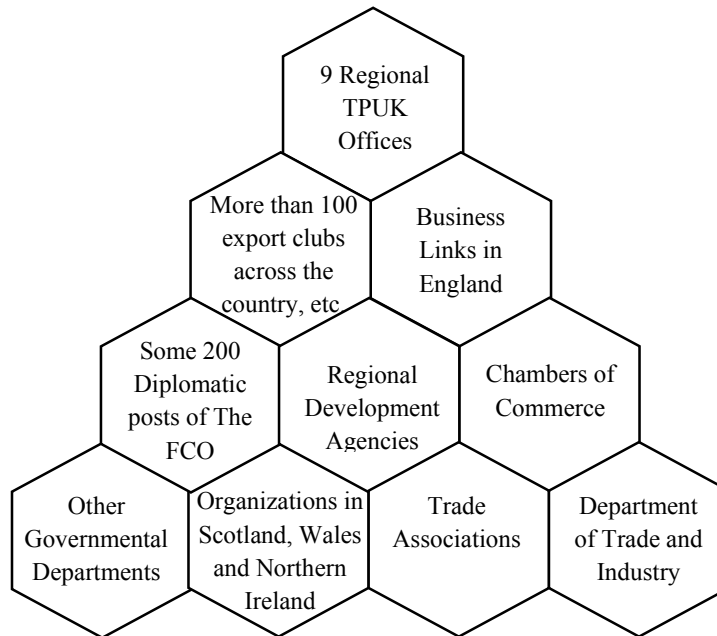 9 Regional
TPUK
Offices
More than 100
export clubs
across the
country, etc
Business
Links in
England
Some 200
Diplomatic
posts of The
FCO
Regional
Development
Agencies
Chambers of
Commerce
Other
Governmental
Departments
Organizations in
Scotland, Wales
and Northern
Ireland
Trade
Associations
Department
of Trade and
Industry